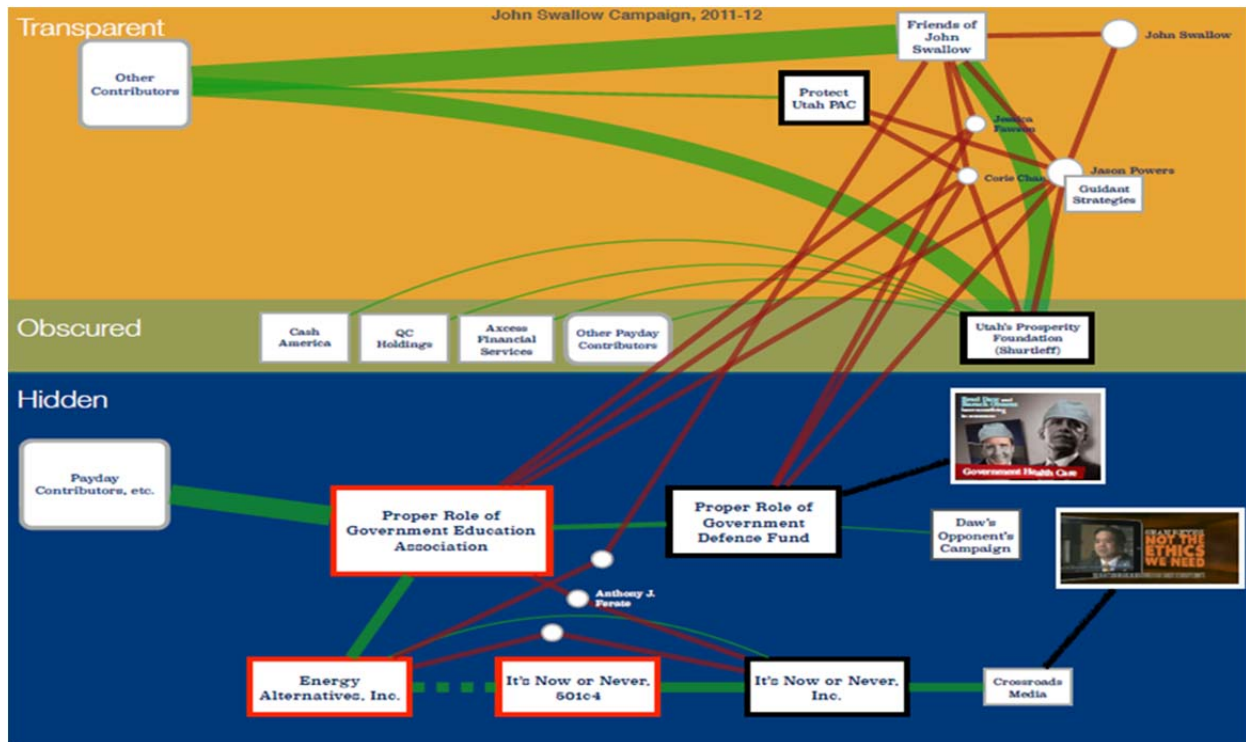 John Swallow Campaign, 2011-12
Transparent
Other
Contributors
Friends of
John
Swallow
John Swallow
Protect
Utah PAC
Jessica
Fawson
Corie Chan
Jason Powers
Guidant
Strategies
Obscured
Cash
America
QC
Holdings
Axcess
Financial
Services
Other Payday
Contributors
Utah's Prosperity
Foundation
(Shurtleff)
Hidden
Payday
Contributors, etc.
Proper Role of
Government Education
Association
Proper Role of
Government
Defense Fund
Government Health Care
Daw's
Opponent's
Campaign
NOT THE
ETHICS
WE NEED
Anthony J.
Ferate
Energy
Alternatives, Inc.
It's Now or Never,
501c4
It's Now or Never,
Inc.
Crossroads
Media